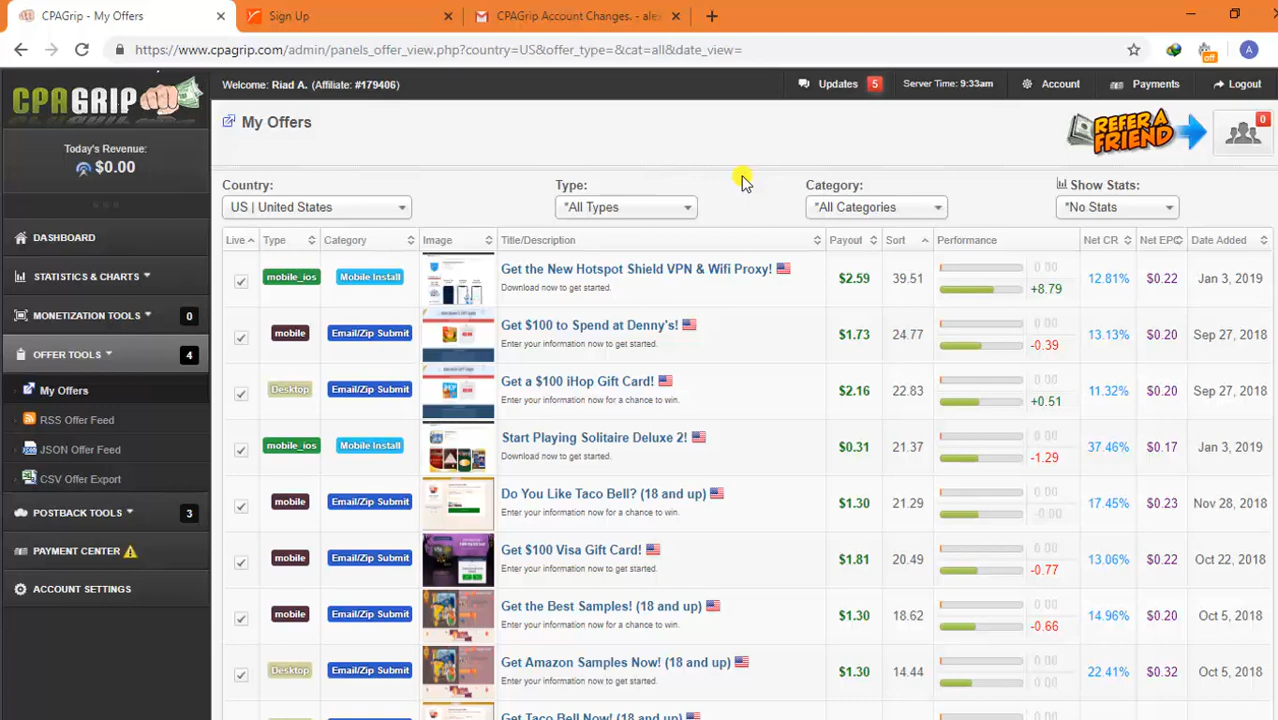 CPAGrip - My Offers
Sign Up
CPAGrip Account Changes. - alex
https://www.cpagrip.com/admin/panels_offer_view.php?country=US&offer_type=&cat=all&date_view=
off
A
CPAGRIP
Welcome: Riad A. (Affiliate: #179406)
Updates 5
Server Time: 9:33am
Account
Payments
Logout
Today's Revenue:
$0.00
My Offers
REFER A FRIEND
0
Country:
Type:
Category:
Show Stats:
US | United States
*All Types
*All Categories
*No Stats
DASHBOARD
STATISTICS & CHARTS
MONETIZATION TOOLS 0
OFFER TOOLS 4
My Offers
RSS Offer Feed
JSON Offer Feed
CSV Offer Export
POSTBACK TOOLS 3
PAYMENT CENTER
ACCOUNT SETTINGS
Live Type Category Image Title/Description Payout Sort Performance Net CR Net EPC Date Added
mobile_ios Mobile Install Get the New Hotspot Shield VPN & Wifi Proxy! $2.59 39.51 0.00 12.81% $0.22 Jan 3, 2019
Download now to get started. +8.79
mobile Email/Zip Submit Get $100 to Spend at Denny's! $1.73 24.77 0.00 13.13% $0.20 Sep 27, 2018
Enter your information now to get started. -0.39
Desktop Email/Zip Submit Get a $100 iHop Gift Card! $2.16 22.83 0.00 11.32% $0.20 Sep 27, 2018
Enter your information now for a chance to win. +0.51
mobile_ios Mobile Install Start Playing Solitaire Deluxe 2! $0.31 21.37 0.00 37.46% $0.17 Jan 3, 2019
Download now to get started. -1.29
mobile Email/Zip Submit Do You Like Taco Bell? (18 and up) $1.30 21.29 0.00 17.45% $0.23 Nov 28, 2018
Enter your information now for a chance to win. -0.00
mobile Email/Zip Submit Get $100 Visa Gift Card! $1.81 20.49 0.00 13.06% $0.22 Oct 22, 2018
Enter your information now to get started. -0.77
mobile Email/Zip Submit Get the Best Samples! (18 and up) $1.30 18.62 0.00 14.96% $0.20 Oct 5, 2018
Enter your information now for a chance to win. -0.66
Desktop Email/Zip Submit Get Amazon Samples Now! (18 and up) $1.30 14.44 0.00 22.41% $0.32 Oct 5, 2018
Enter your information now to get started. 0.00
Get Taco Bell Now! (18 and up)